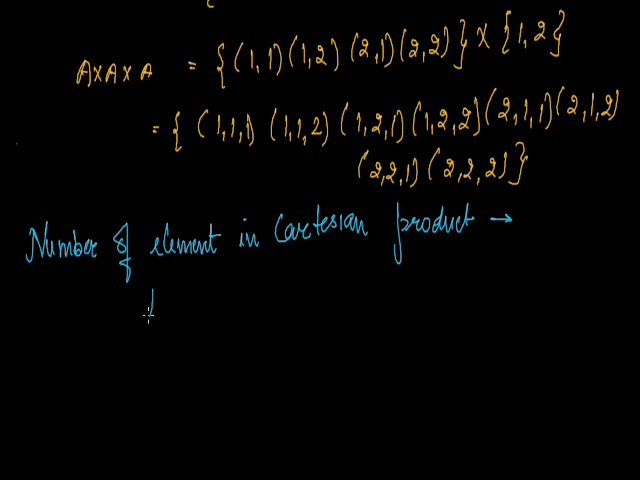 A×A×A = {(1,1)(1,2)(2,1)(2,2)} × {1,2}
= {(1,1,1)(1,1,2)(1,2,1)(1,2,2)(2,1,1)(2,1,2)
(2,2,1)(2,2,2)}
Number of element in Cartesian product →